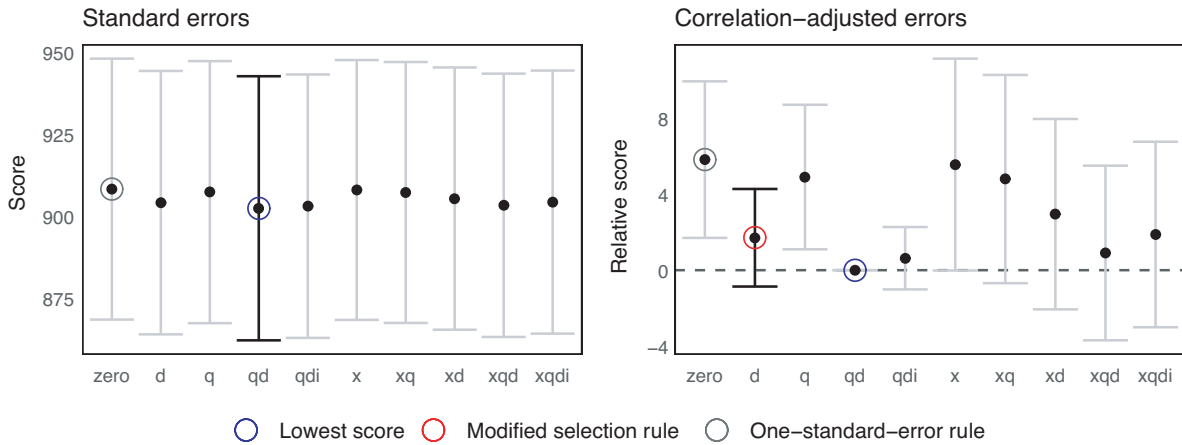 Standard errors
Correlation−adjusted errors
Score
950
925
900
875
zero d q qd qdi x xq xd xqd xqdi
Relative score
8
4
0
−4
zero d q qd qdi x xq xd xqd xqdi
Lowest score Modified selection rule One−standard−error rule